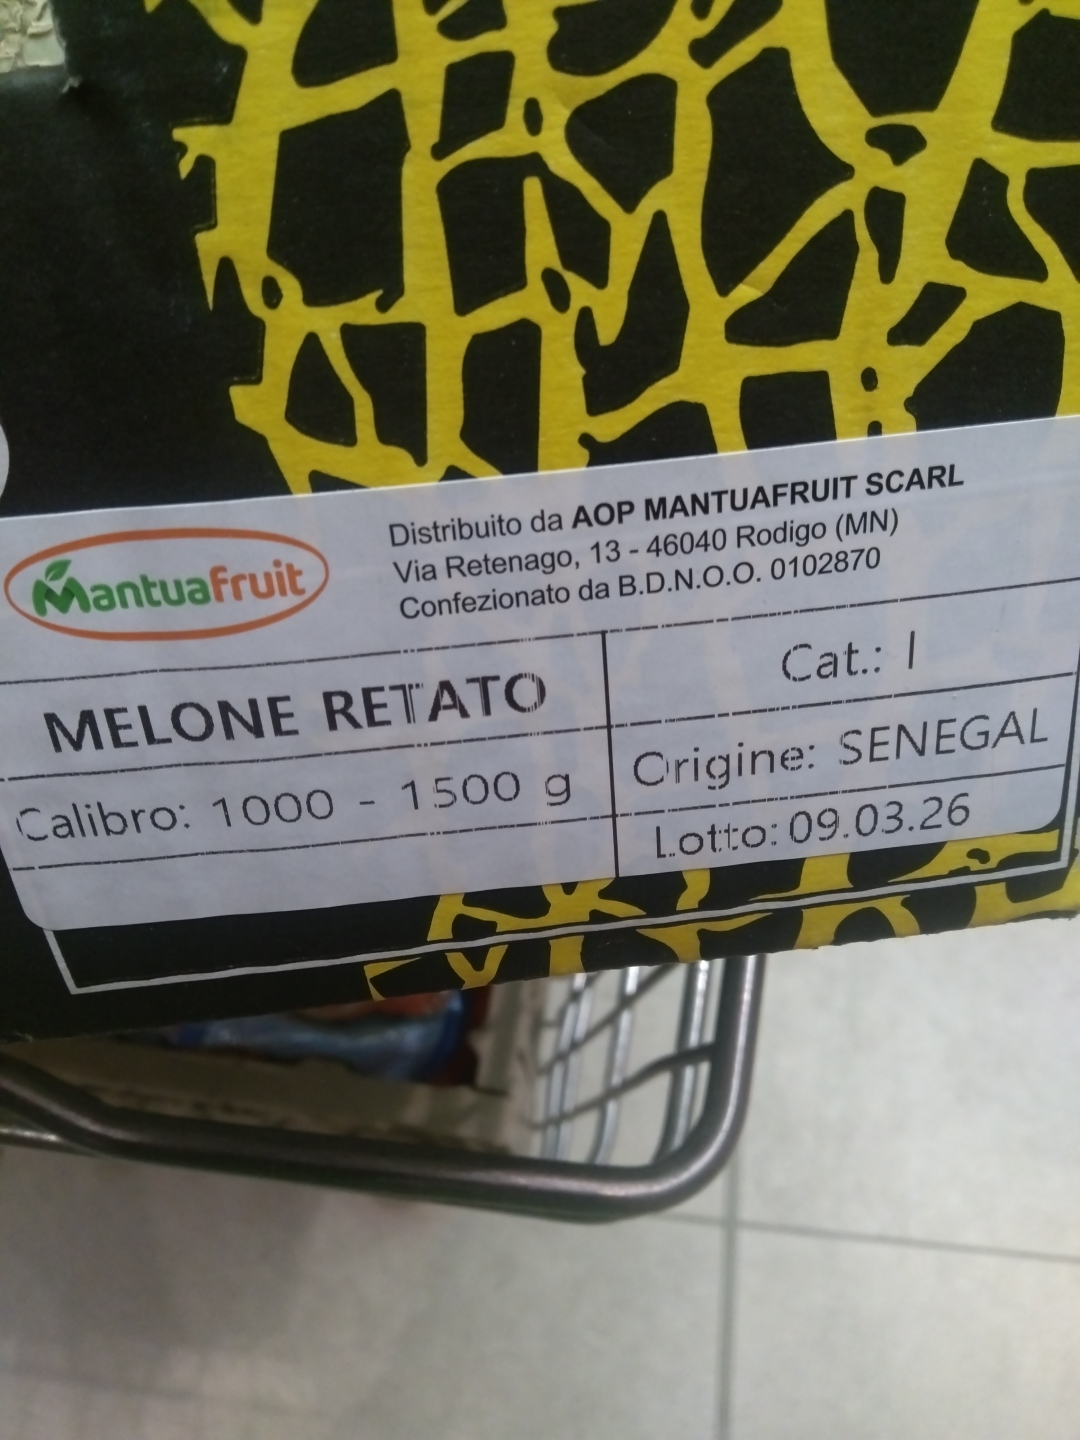 MantuaFruit
Distribuito da AOP MANTUAFRUIT SCARL
Via Retenago, 13 - 46040 Rodigo (MN)
Confezionato da B.D.N.O.O. 0102870
MELONE RETATO
Cat.: I
Calibro: 1000 - 1500 g
Origine: SENEGAL
Lotto: 09.03.26